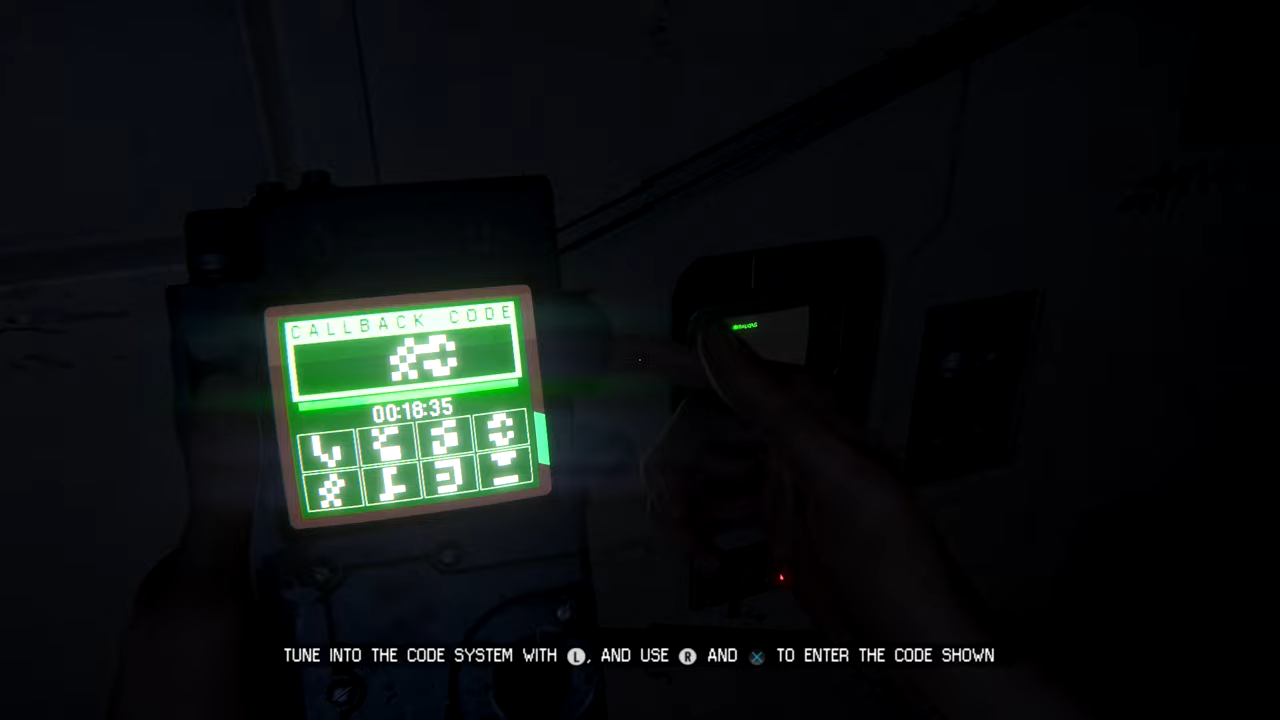 CALLBACK CODE
00:18:35
TUNE INTO THE CODE SYSTEM WITH L, AND USE R AND X TO ENTER THE CODE SHOWN